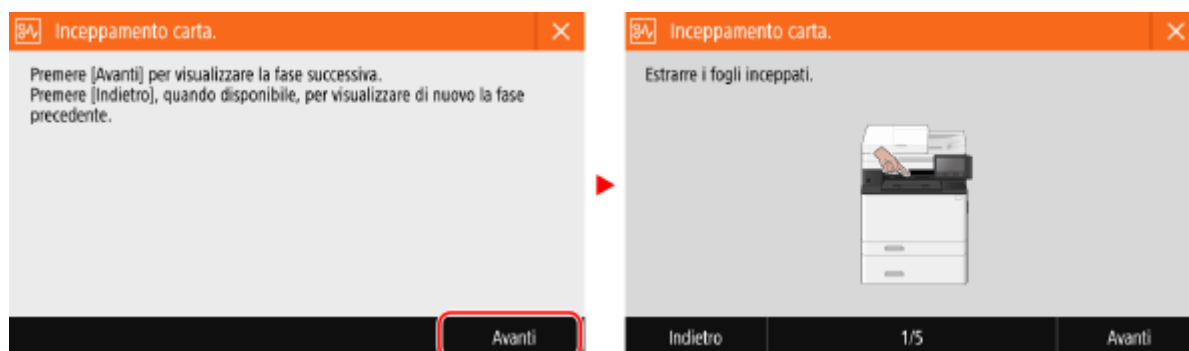 Inceppamento carta.
Premere [Avanti] per visualizzare la fase successiva.
Premere [Indietro], quando disponibile, per visualizzare di nuovo la fase
precedente.
Avanti
Inceppamento carta.
Estrarre i fogli inceppati.
Indietro 1/5 Avanti